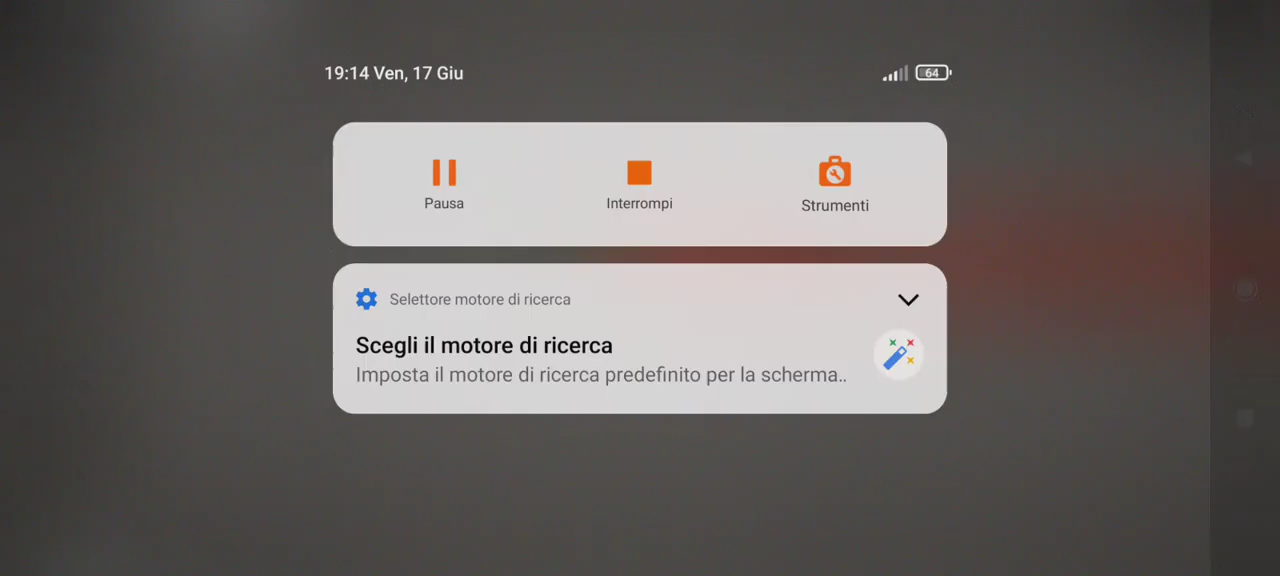 19:14 Ven, 17 Giu 64
Pausa Interrompi Strumenti
Selettore motore di ricerca
Scegli il motore di ricerca
Imposta il motore di ricerca predefinito per la scherma..